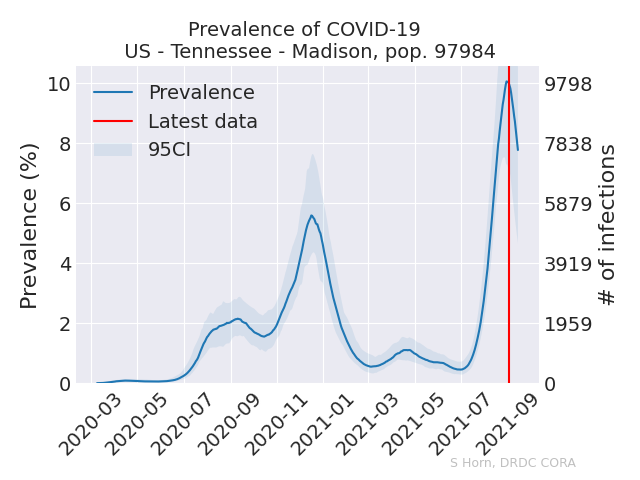 Prevalence of COVID-19
US - Tennessee - Madison, pop. 97984
Prevalence (%)
10
8
6
4
2
0
Prevalence
Latest data
95CI
9798
7838
5879
3919
1959
0
# of infections
2020-03
2020-05
2020-07
2020-09
2020-11
2021-01
2021-03
2021-05
2021-07
2021-09
S Horn, DRDC CORA